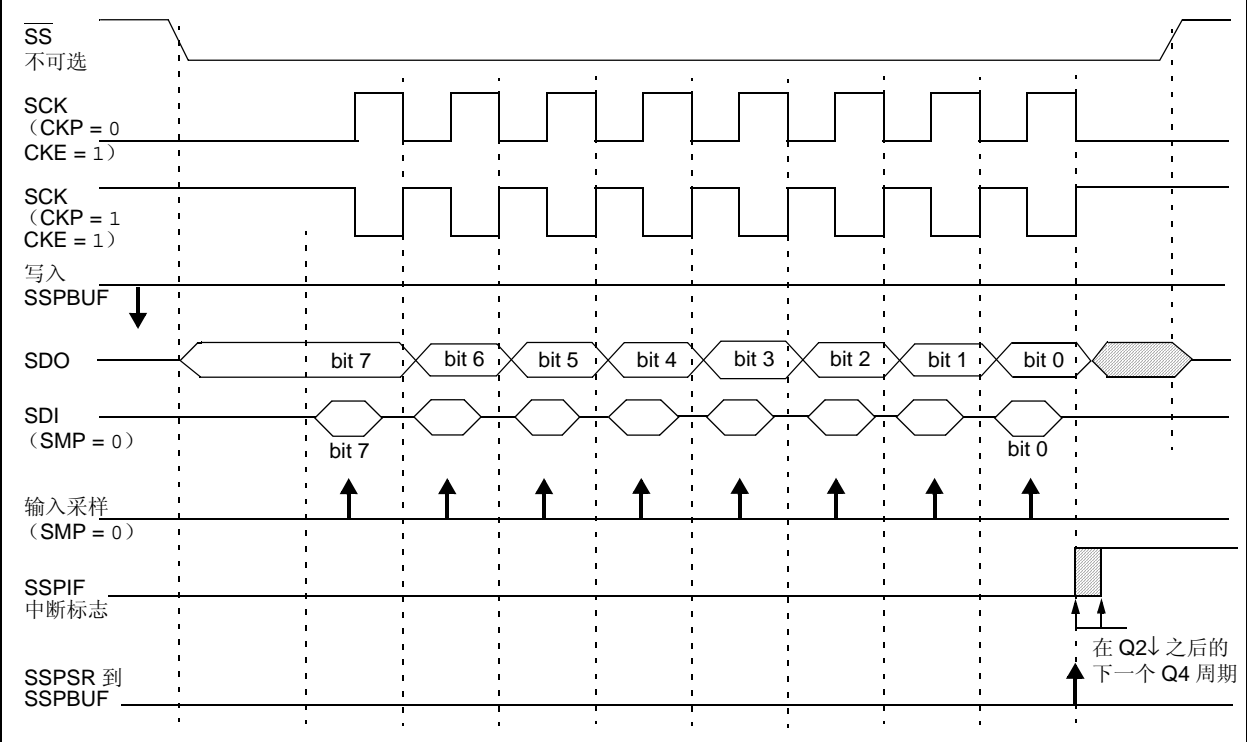 SS
不可选
SCK
（CKP = 0
CKE = 1）
SCK
（CKP = 1
CKE = 1）
写入
SSPBUF
SDO
bit 7
bit 6
bit 5
bit 4
bit 3
bit 2
bit 1
bit 0
SDI
（SMP = 0）
bit 7
bit 0
输入采样
（SMP = 0）
SSPIF
中断标志
在 Q2↓ 之后的
下一个 Q4 周期
SSPSR 到
SSPBUF